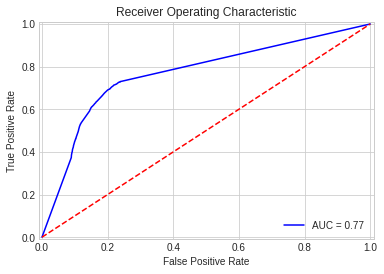 Receiver Operating Characteristic
1.0
0.8
0.6
0.4
0.2
0.0
True Positive Rate
AUC = 0.77
0.0 0.2 0.4 0.6 0.8 1.0
False Positive Rate